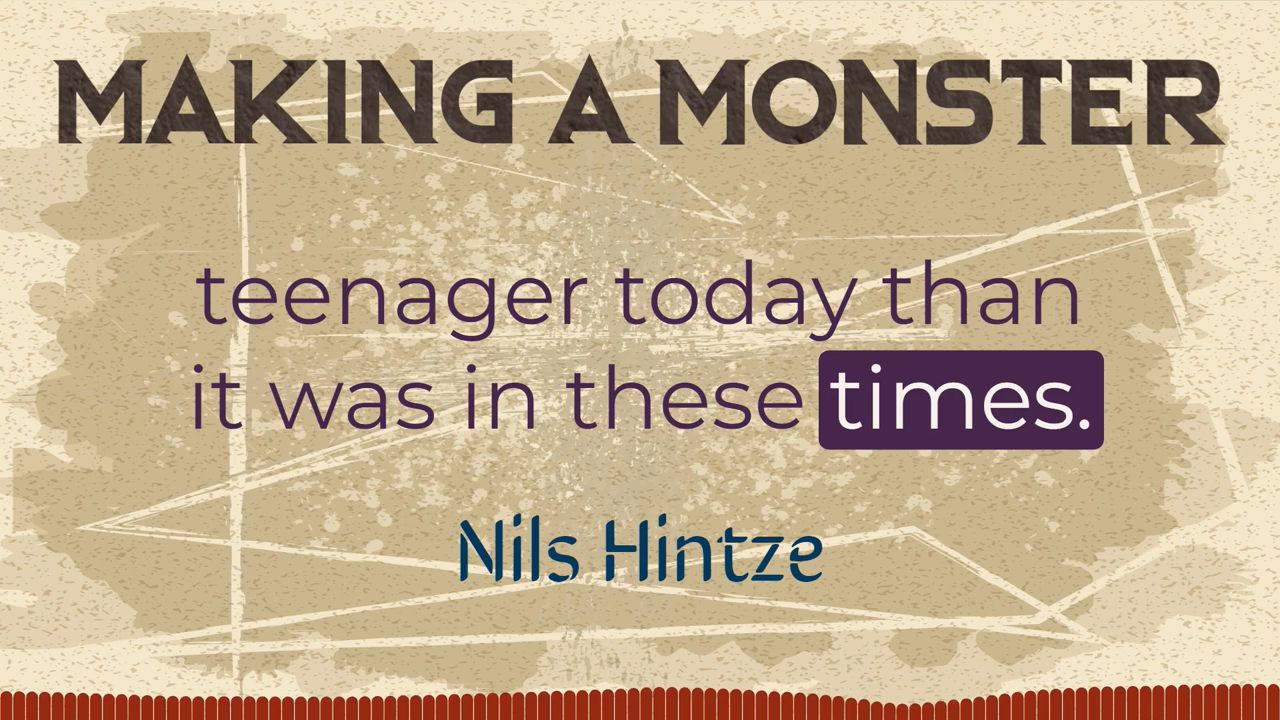 MAKING A MONSTER
teenager today than
it was in these times.
Nils Hintze